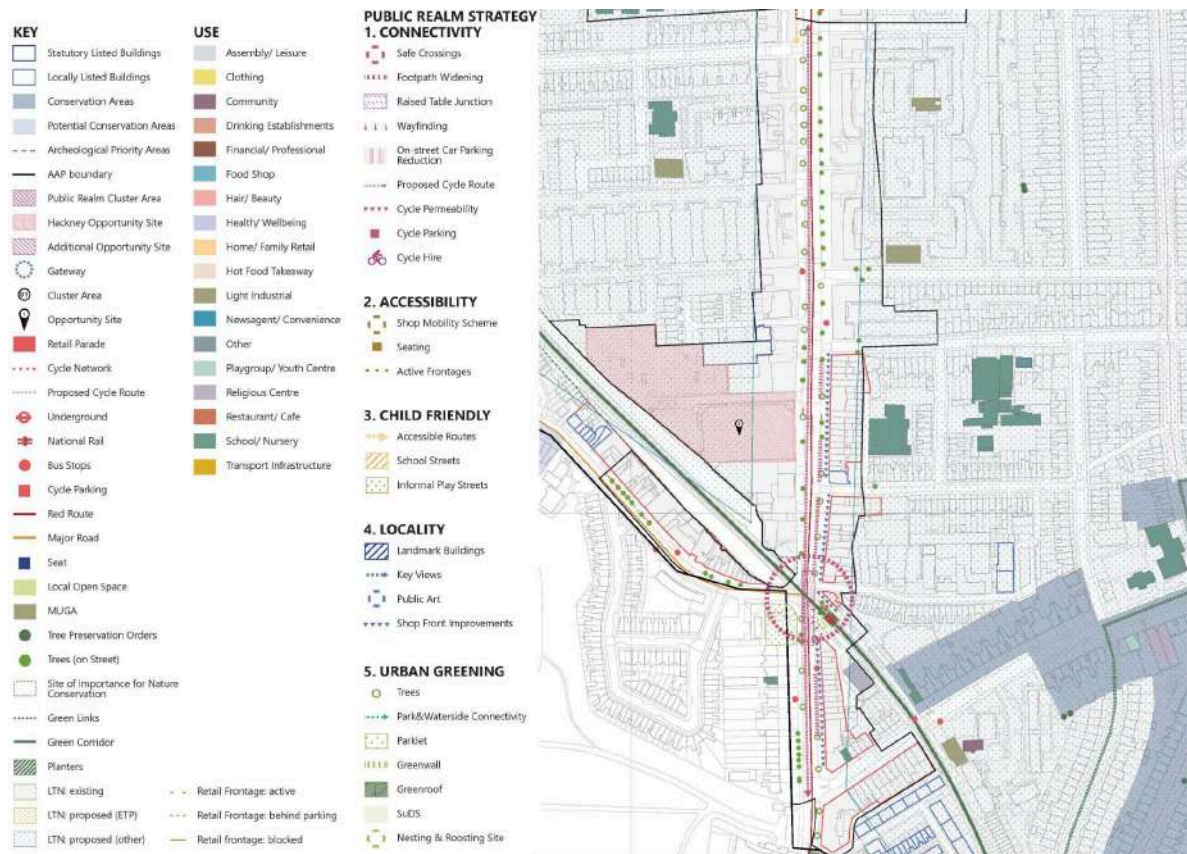 KEY
Statutory Listed Buildings
Locally Listed Buildings
Conservation Areas
Potential Conservation Areas
Archeological Priority Areas
AAP boundary
Public Realm Cluster Area
Hackney Opportunity Site
Additional Opportunity Site
Gateway
Cluster Area
Opportunity Site
Retail Parade
Cycle Network
Proposed Cycle Route
Underground
National Rail
Bus Stops
Cycle Parking
Red Route
Major Road
Seat
Local Open Space
MUGA
Tree Preservation Orders
Trees (on Street)
Site of Importance for Nature
Conservation
Green Links
Green Corridor
Planters
LTN: existing
LTN: proposed (ETP)
LTN: proposed (other)
Retail Frontage: active
Retail Frontage: behind parking
Retail frontage: blocked
USE
Assembly/ Leisure
Clothing
Community
Drinking Establishments
Financial/ Professional
Food Shop
Hair/ Beauty
Health/ Wellbeing
Home/ Family Retail
Hot Food Takeaway
Light Industrial
Newsagent/ Convenience
Other
Playgroup/ Youth Centre
Religious Centre
Restaurant/ Cafe
School/ Nursery
Transport Infrastructure
PUBLIC REALM STRATEGY
1. CONNECTIVITY
Safe Crossings
Footpath Widening
Raised Table Junction
Wayfinding
On-street Car Parking
Reduction
Proposed Cycle Route
Cycle Permeability
Cycle Parking
Cycle Hire
2. ACCESSIBILITY
Shop Mobility Scheme
Seating
Active Frontages
3. CHILD FRIENDLY
Accessible Routes
School Streets
Informal Play Streets
4. LOCALITY
Landmark Buildings
Key Views
Public Art
Shop Front Improvements
5. URBAN GREENING
Trees
Park&Waterside Connectivity
Parklet
Greenwall
Greenroof
SuDS
Nesting & Roosting Site